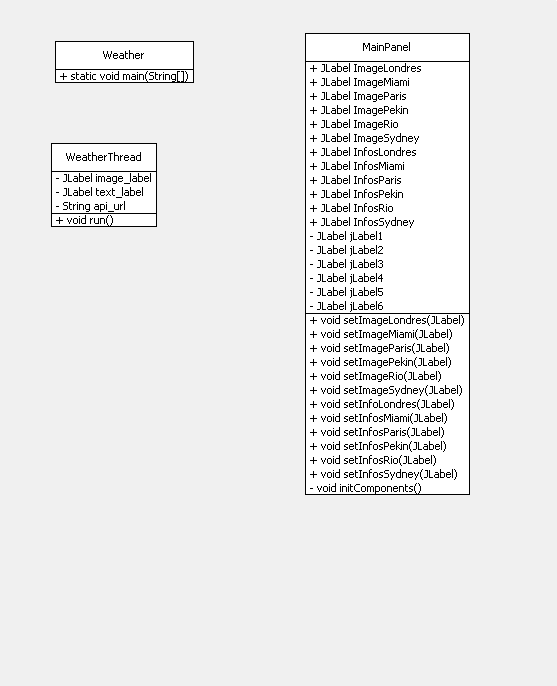 Weather
+ static void main(String[])
WeatherThread
- JLabel image_label
- JLabel text_label
- String api_url
+ void run()
MainPanel
+ JLabel ImageLondres
+ JLabel ImageMiami
+ JLabel ImageParis
+ JLabel ImagePekin
+ JLabel ImageRio
+ JLabel ImageSydney
+ JLabel InfosLondres
+ JLabel InfosMiami
+ JLabel InfosParis
+ JLabel InfosPekin
+ JLabel InfosRio
+ JLabel InfosSydney
- JLabel jLabel1
- JLabel jLabel2
- JLabel jLabel3
- JLabel jLabel4
- JLabel jLabel5
- JLabel jLabel6
+ void setImageLondres(JLabel)
+ void setImageMiami(JLabel)
+ void setImageParis(JLabel)
+ void setImagePekin(JLabel)
+ void setImageRio(JLabel)
+ void setImageSydney(JLabel)
+ void setInfoLondres(JLabel)
+ void setInfosMiami(JLabel)
+ void setInfosParis(JLabel)
+ void setInfosPekin(JLabel)
+ void setInfosRio(JLabel)
+ void setInfosSydney(JLabel)
- void initComponents()